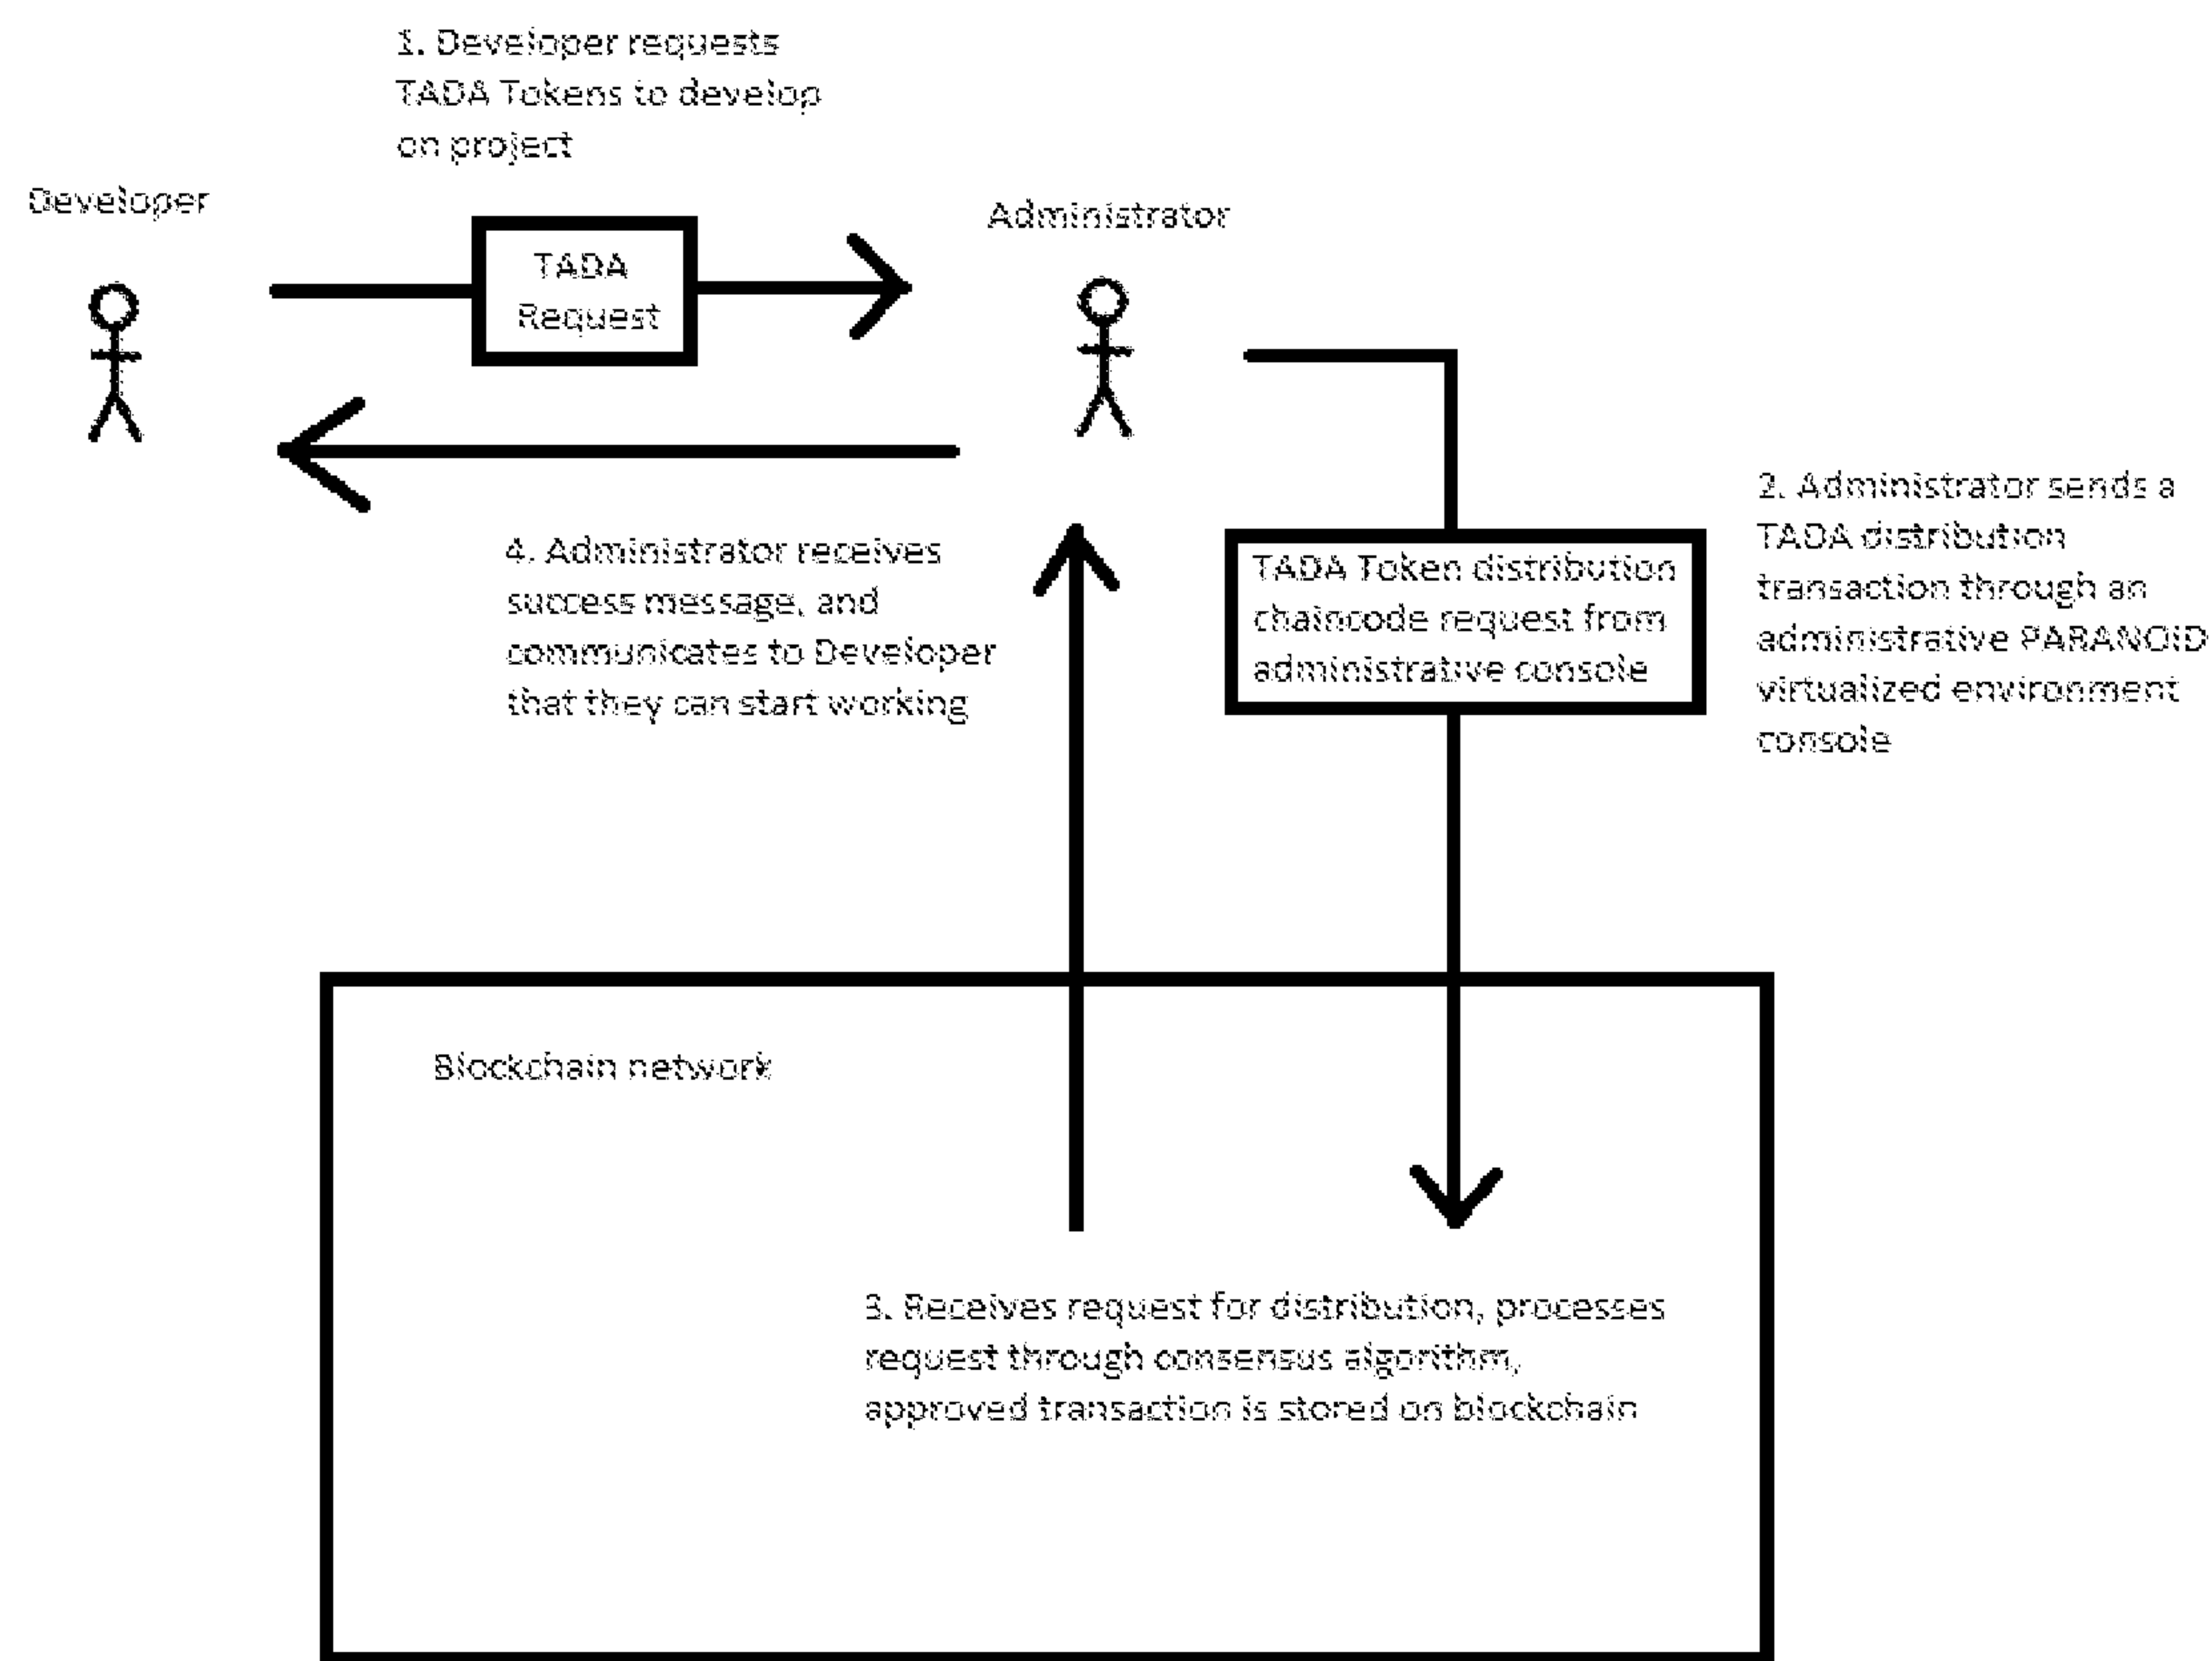 1. Developer requests
TADA Tokens to develop
on project
Developer
Administrator
TADA
Request
2. Administrator sends a
TADA distribution
transaction through an
administrative PARANOID
virtualized environment
console
4. Administrator receives
success message, and
communicates to Developer
that they can start working
TADA Token distribution
chaincode request from
administrative console
Blockchain network
3. Receives request for distribution, processes
request through consensus algorithm,
approved transaction is stored on blockchain